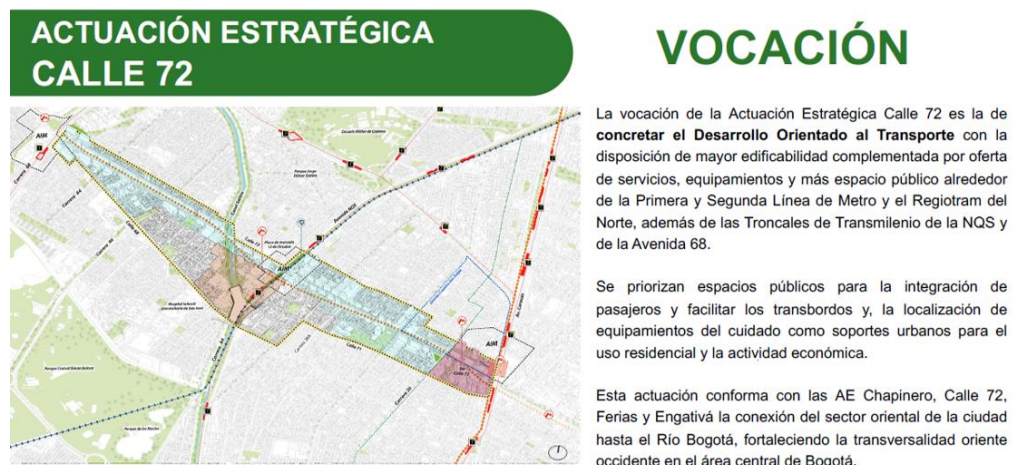 ACTUACIÓN ESTRATÉGICA
CALLE 72
VOCACIÓN
La vocación de la Actuación Estratégica Calle 72 es la de
concretar el Desarrollo Orientado al Transporte con la
disposición de mayor edificabilidad complementada por oferta
de servicios, equipamientos y más espacio público alrededor
de la Primera y Segunda Línea de Metro y el Regiotram del
Norte, además de las Troncales de Transmilenio de la NQS y
de la Avenida 68.
Se priorizan espacios públicos para la integración de
pasajeros y facilitar los transbordos y, la localización de
equipamientos del cuidado como soportes urbanos para el
uso residencial y la actividad económica.
Esta actuación conforma con las AE Chapinero, Calle 72,
Ferias y Engativá la conexión del sector oriental de la ciudad
hasta el Río Bogotá, fortaleciendo la transversalidad oriente
occidente en el área central de Bogotá.
AIM
Avenida NQS
Calle 72
AIM
Calle 68
Calle 71
AIM